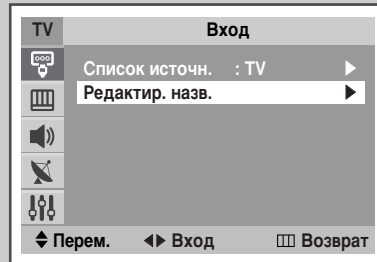 TV Вход
Список источн. : TV
Редактир. назв.
Перем. Вход Возврат